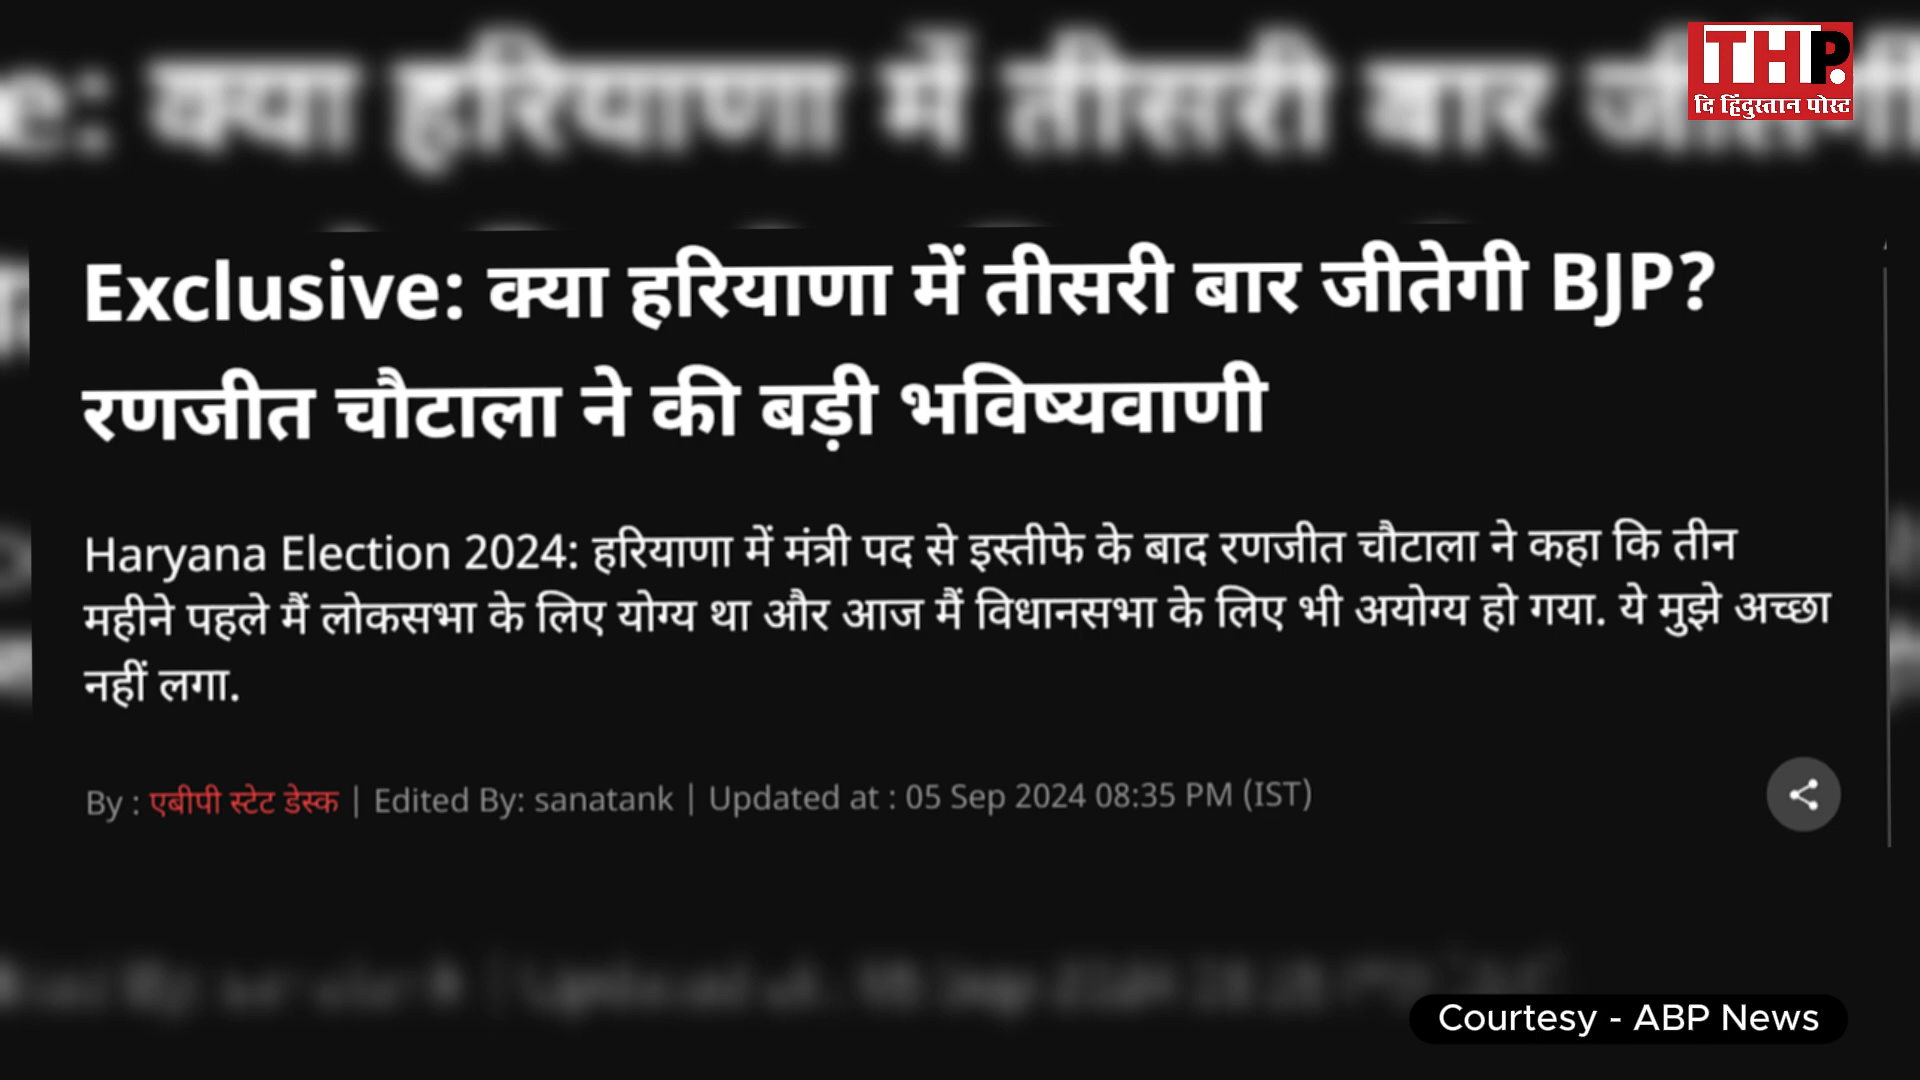 e: क्या हरियाणा में तीसरी बार
THP.
दि हिंदुस्तान पोस्ट
Exclusive: क्या हरियाणा में तीसरी बार जीतेगी BJP?
रणजीत चौटाला ने की बड़ी भविष्यवाणी
Haryana Election 2024: हरियाणा में मंत्री पद से इस्तीफे के बाद रणजीत चौटाला ने कहा कि तीन
महीने पहले मैं लोकसभा के लिए योग्य था और आज मैं विधानसभा के लिए भी अयोग्य हो गया. ये मुझे अच्छा
नहीं लगा.
By : एबीपी स्टेट डेस्क | Edited By: sanatank | Updated at : 05 Sep 2024 08:35 PM (IST)
Courtesy - ABP News